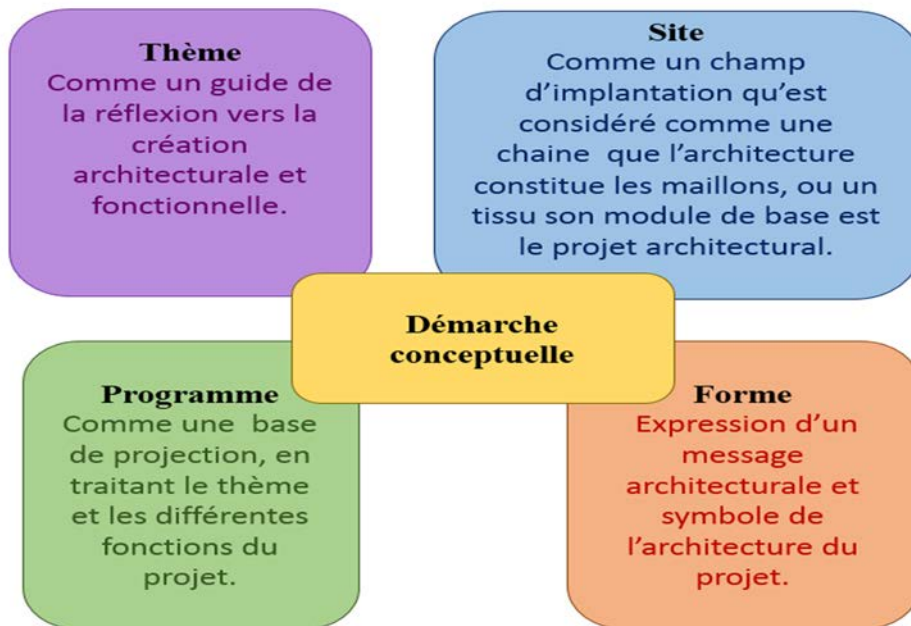 Thème
Comme un guide de
la réflexion vers la
création
architecturale et
fonctionnelle.
Site
Comme un champ
d’implantation qu’est
considéré comme une
chaine que l’architecture
constitue les maillons, ou un
tissu son module de base est
le projet architectural.
Démarche
conceptuelle
Programme
Comme une base
de projection, en
traitant le thème
et les différentes
fonctions du
projet.
Forme
Expression d’un
message
architecturale et
symbole de
l’architecture du
projet.